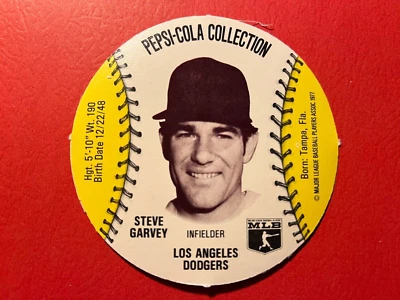 PEPSI-COLA COLLECTION
Hgt. 5'-10" Wt. 190
Birth Date 12/22/48
Born: Tampa, Fla.
© MAJOR LEAGUE BASEBALL PLAYERS ASSOC. 1977
STEVE
GARVEY
INFIELDER
MLB
LOS ANGELES
DODGERS